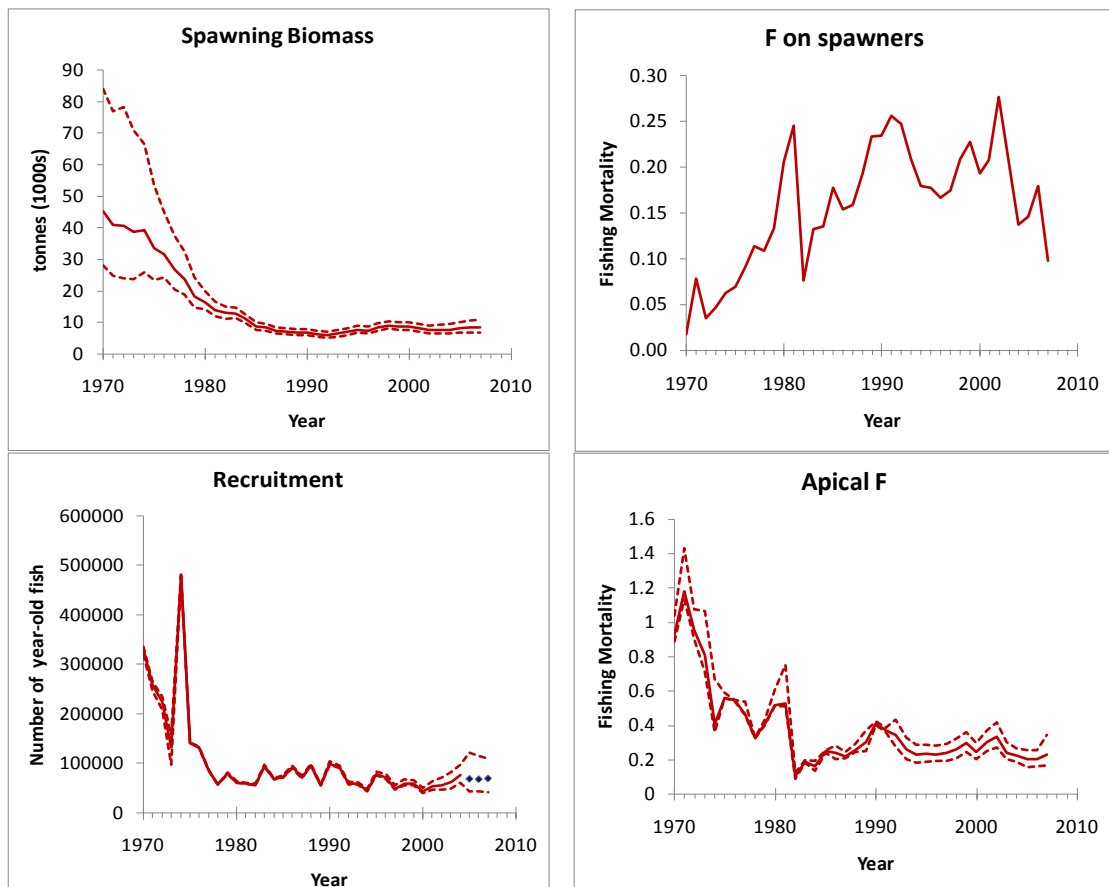 Spawning Biomass
tonnes (1000s)
90
80
70
60
50
40
30
20
10
0
1970 1980 1990 2000 2010
Year
F on spawners
Fishing Mortality
0.30
0.25
0.20
0.15
0.10
0.05
0.00
1970 1980 1990 2000 2010
Year
Recruitment
Number of year-old fish
600000
500000
400000
300000
200000
100000
0
1970 1980 1990 2000 2010
Year
Apical F
Fishing Mortality
1.6
1.4
1.2
1
0.8
0.6
0.4
0.2
0
1970 1980 1990 2000 2010
Year